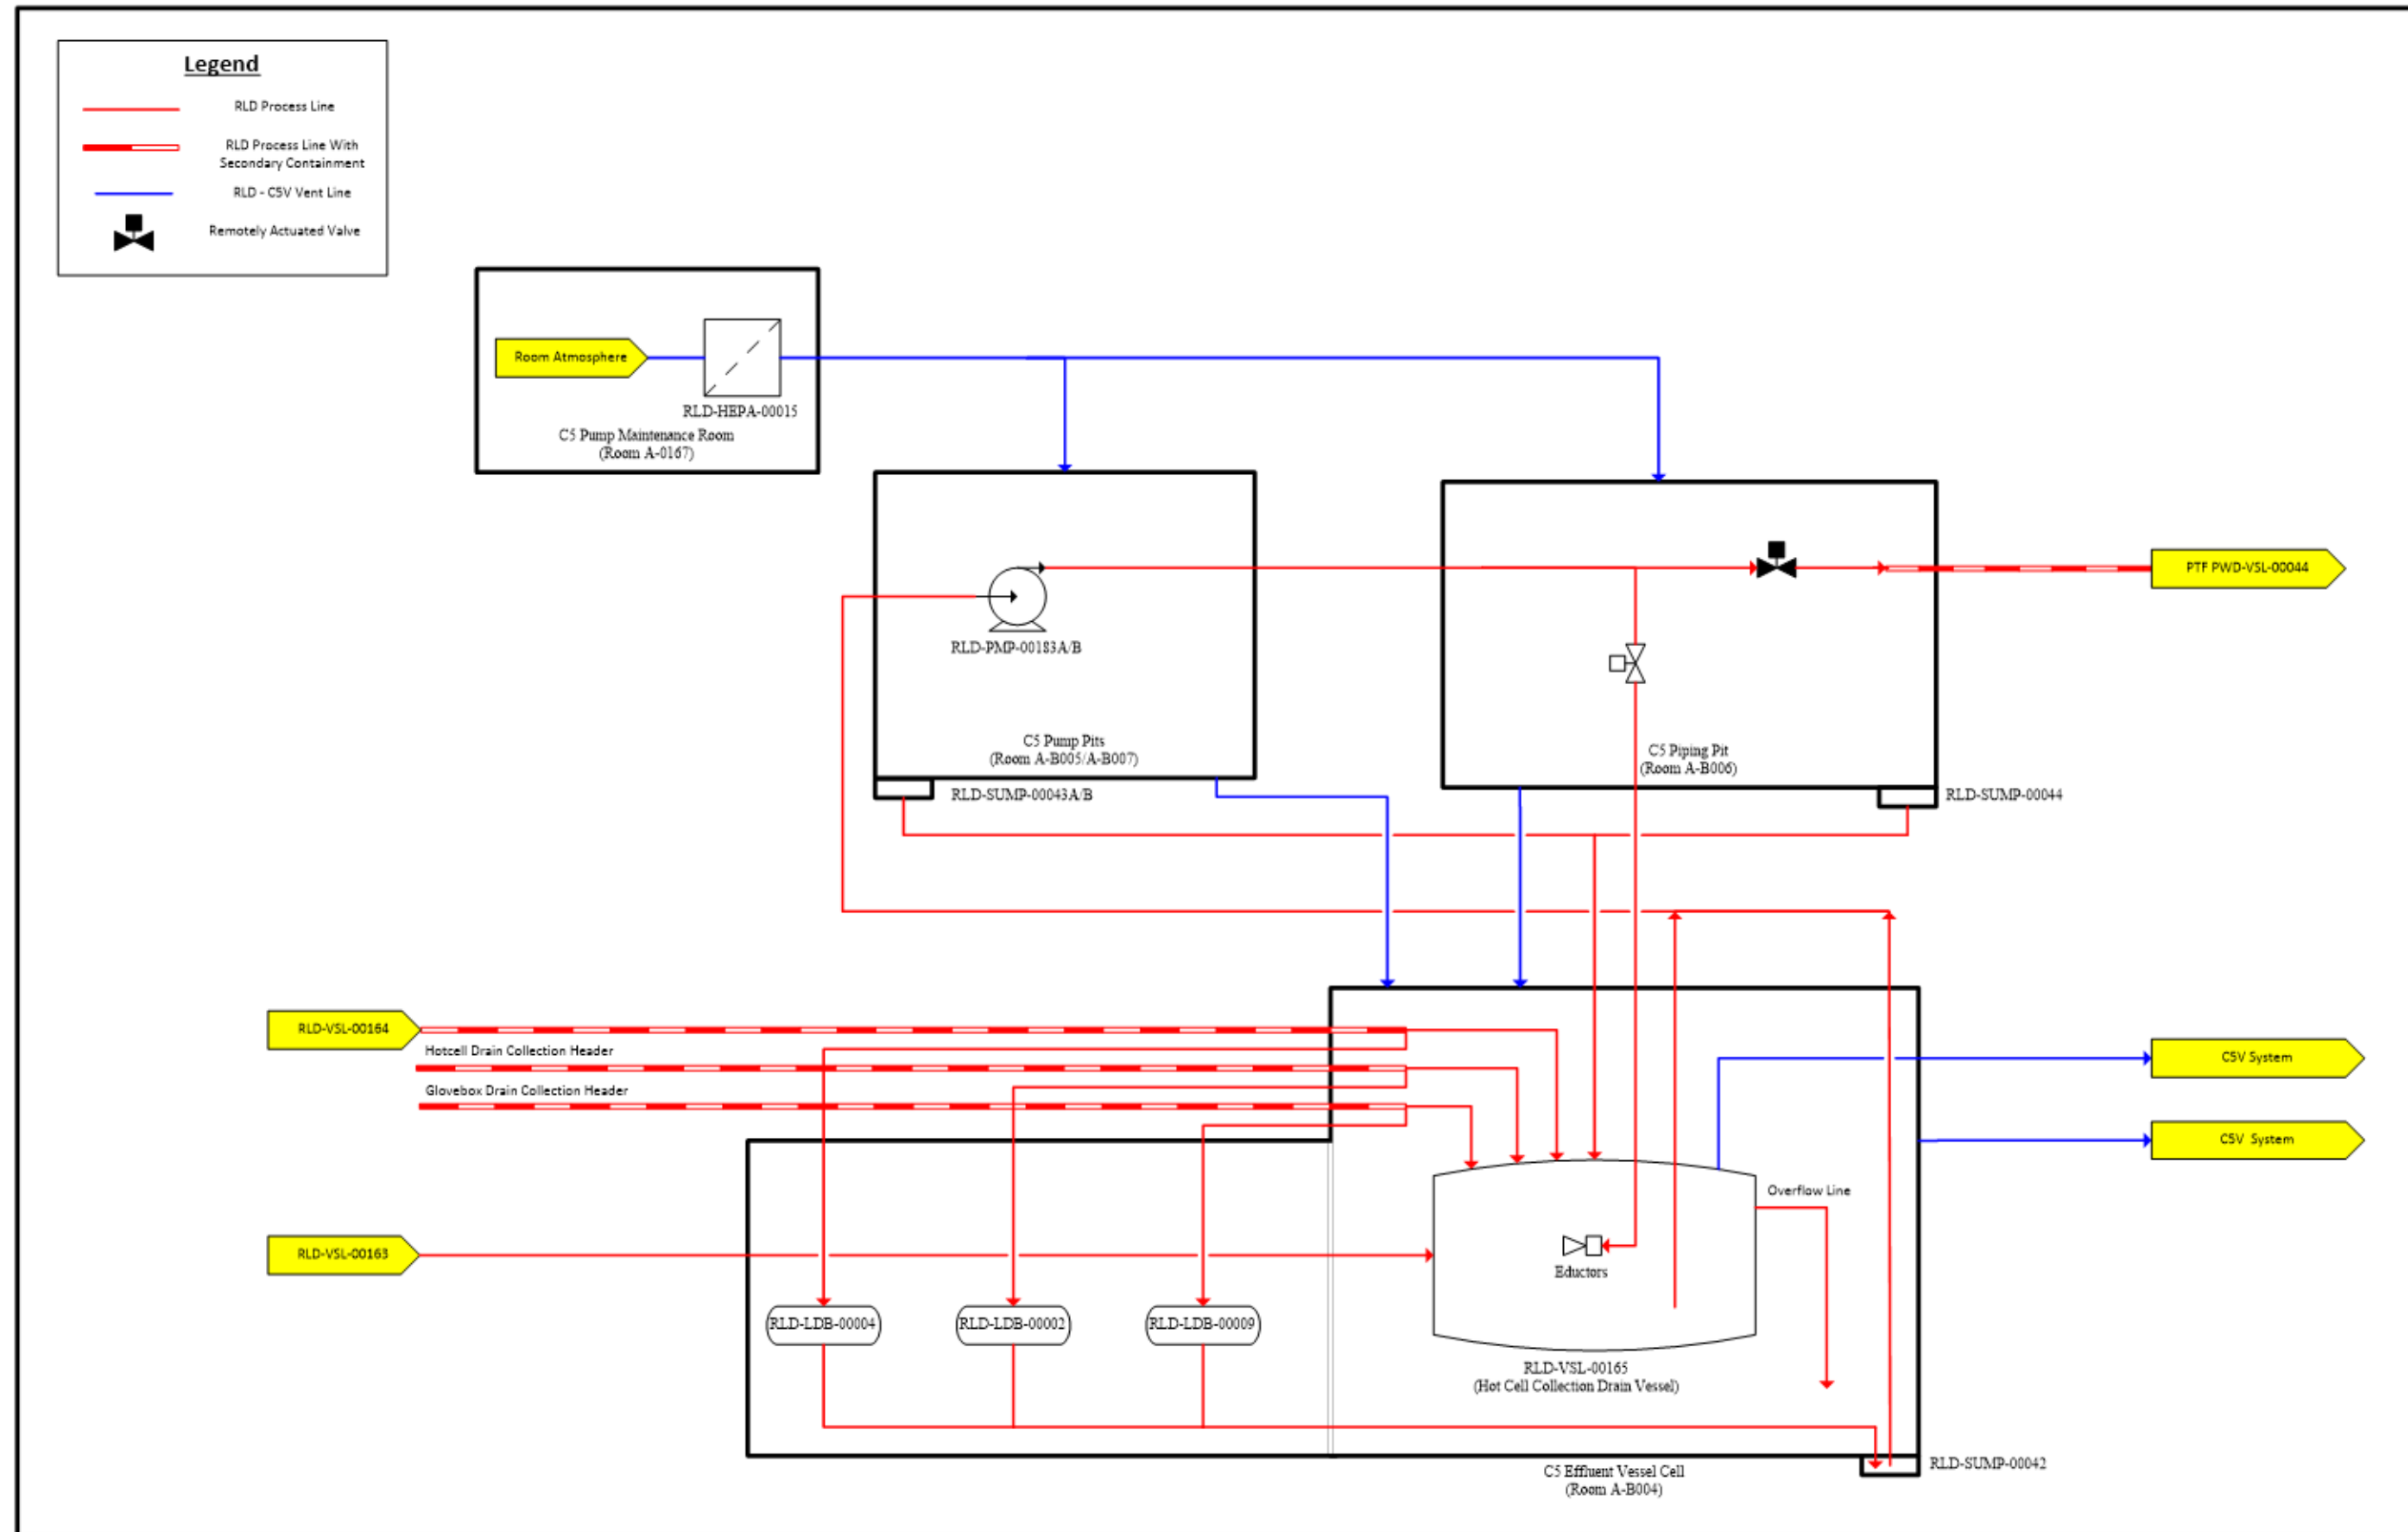 Legend
RLD Process Line
RLD Process Line With
Secondary Containment
RLD - C5V Vent Line
Remotely Actuated Valve
Room Atmosphere
RLD-HEPA-00015
C5 Pump Maintenance Room
(Room A-0167)
RLD-PMP-00183A/B
C5 Pump Pits
(Room A-B005/A-B007)
RLD-SUMP-00043A/B
C5 Piping Pit
(Room A-B006)
RLD-SUMP-00044
PTF PWD-VSL-00044
RLD-VSL-00164
Hotcell Drain Collection Header
Glovebox Drain Collection Header
RLD-VSL-00163
C5V System
C5V System
Overflow Line
Eductors
RLD-LDB-00004
RLD-LDB-00002
RLD-LDB-00009
RLD-VSL-00165
(Hot Cell Collection Drain Vessel)
RLD-SUMP-00042
C5 Effluent Vessel Cell
(Room A-B004)